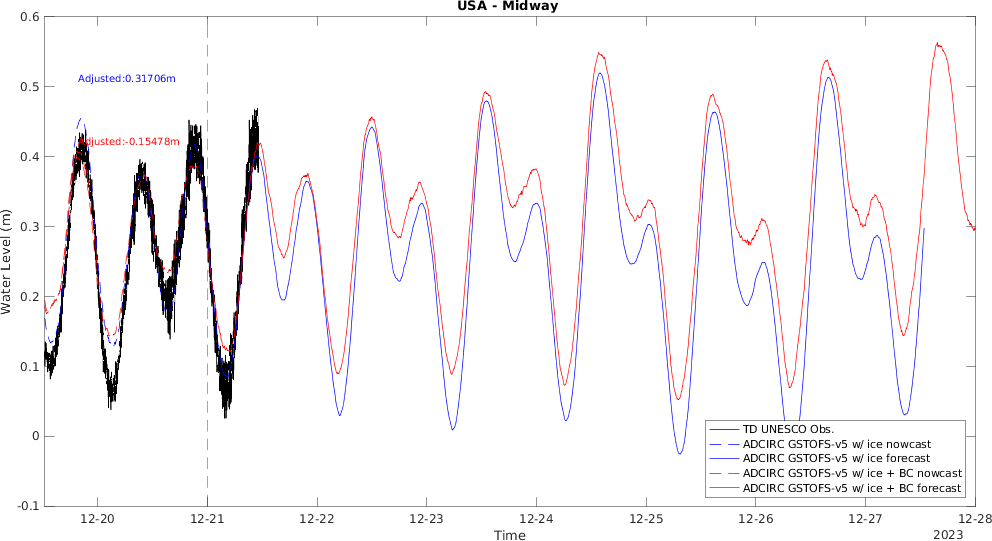 USA - Midway
0.6
0.5
0.4
0.3
0.2
0.1
0
-0.1
Water Level (m)
Adjusted:0.31706m
Adjusted:-0.15478m
TD UNESCO Obs.
ADCIRC GSTOFS-v5 w/ ice nowcast
ADCIRC GSTOFS-v5 w/ ice forecast
ADCIRC GSTOFS-v5 w/ ice + BC nowcast
ADCIRC GSTOFS-v5 w/ ice + BC forecast
12-20 12-21 12-22 12-23 12-24 12-25 12-26 12-27 12-28
Time
2023